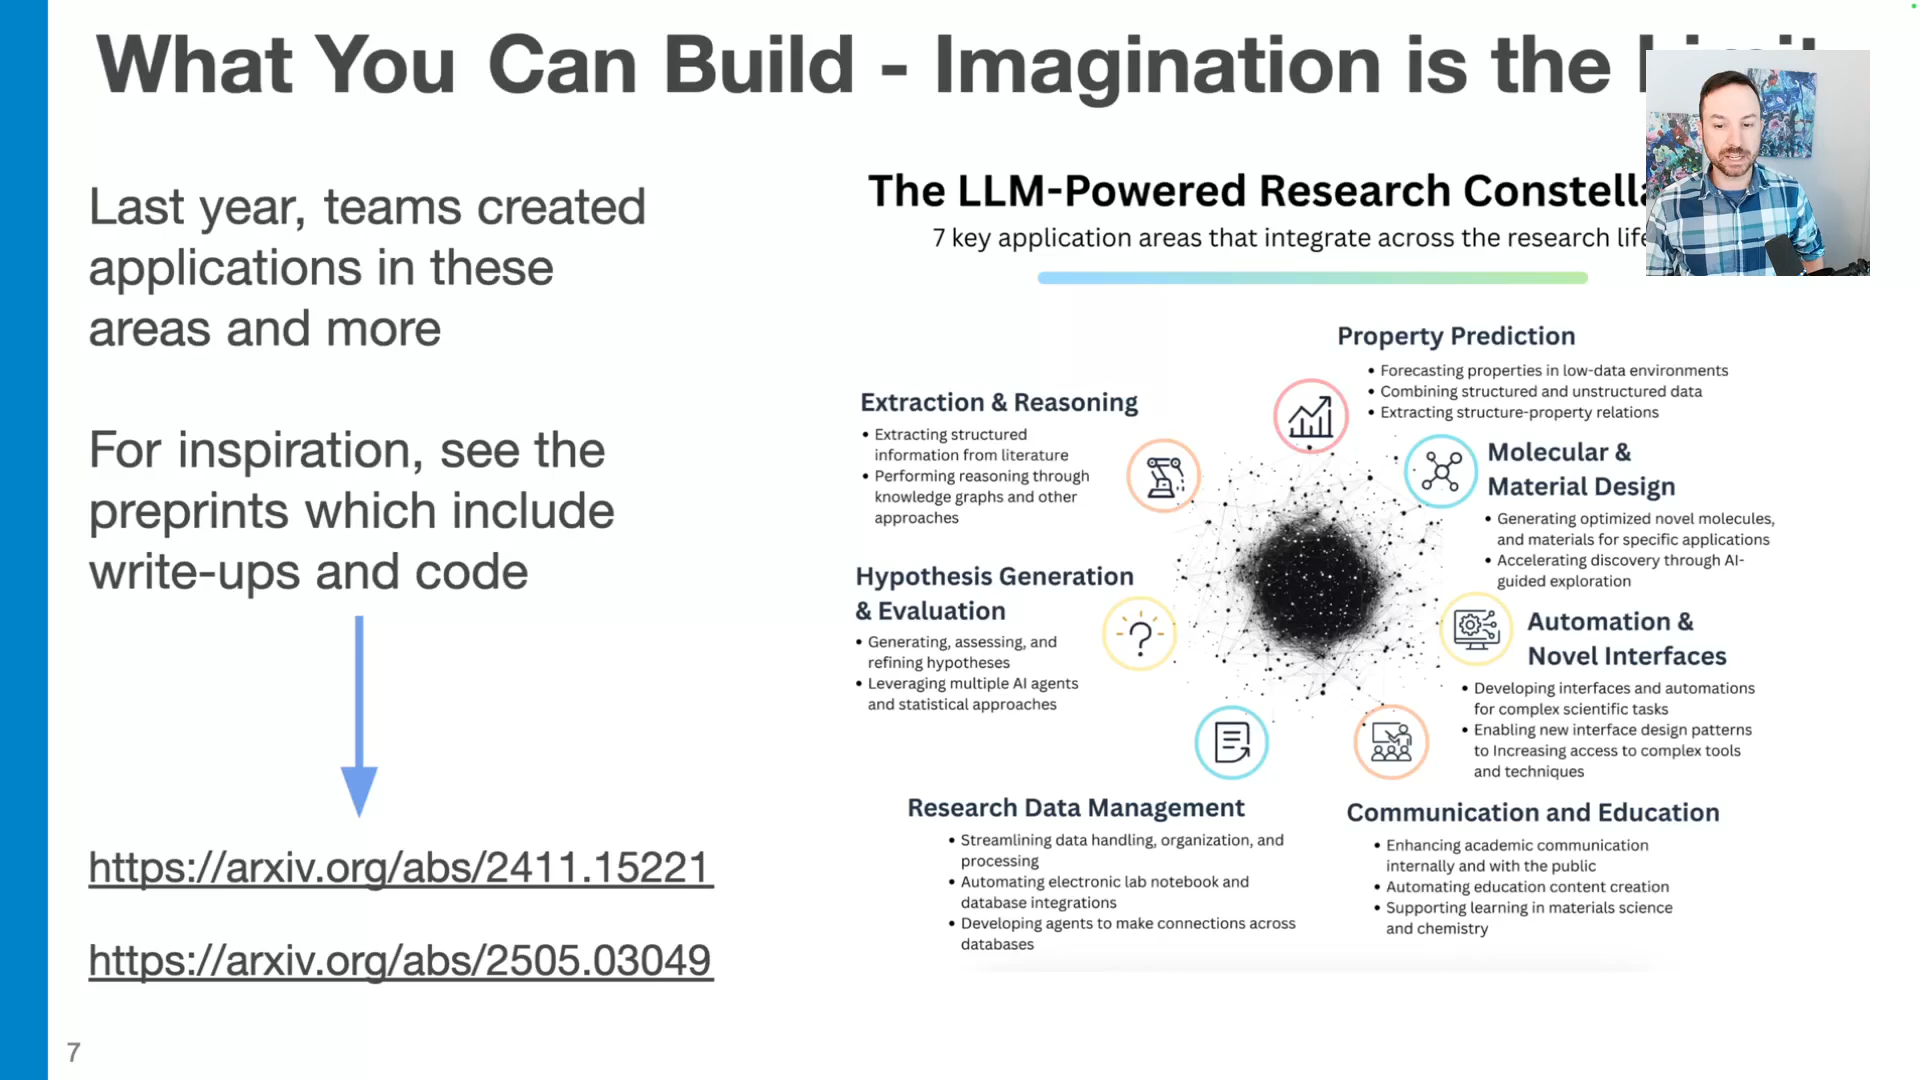 What You Can Build - Imagination is the
Last year, teams created
applications in these
areas and more
For inspiration, see the
preprints which include
write-ups and code
https://arxiv.org/abs/2411.15221
https://arxiv.org/abs/2505.03049
7
The LLM-Powered Research
7 key application areas that integrate across the research
Property Prediction
• Forecasting properties in low-data environments
• Combining structured and unstructured data
• Extracting structure-property relations
Extraction & Reasoning
• Extracting structured
information from literature
• Performing reasoning through
knowledge graphs and other
approaches
Molecular &
Material Design
• Generating optimized novel molecules,
and materials for specific applications
• Accelerating discovery through AI-
guided exploration
Hypothesis Generation
& Evaluation
• Generating, assessing, and
refining hypotheses
• Leveraging multiple AI agents
and statistical approaches
Automation &
Novel Interfaces
• Developing interfaces and automations
for complex scientific tasks
• Enabling new interface design patterns
to Increasing access to complex tools
and techniques
Research Data Management
• Streamlining data handling, organization, and
processing
• Automating electronic lab notebook and
database integrations
• Developing agents to make connections across
databases
Communication and Education
• Enhancing academic communication
internally and with the public
• Automating education content creation
• Supporting learning in materials science
and chemistry